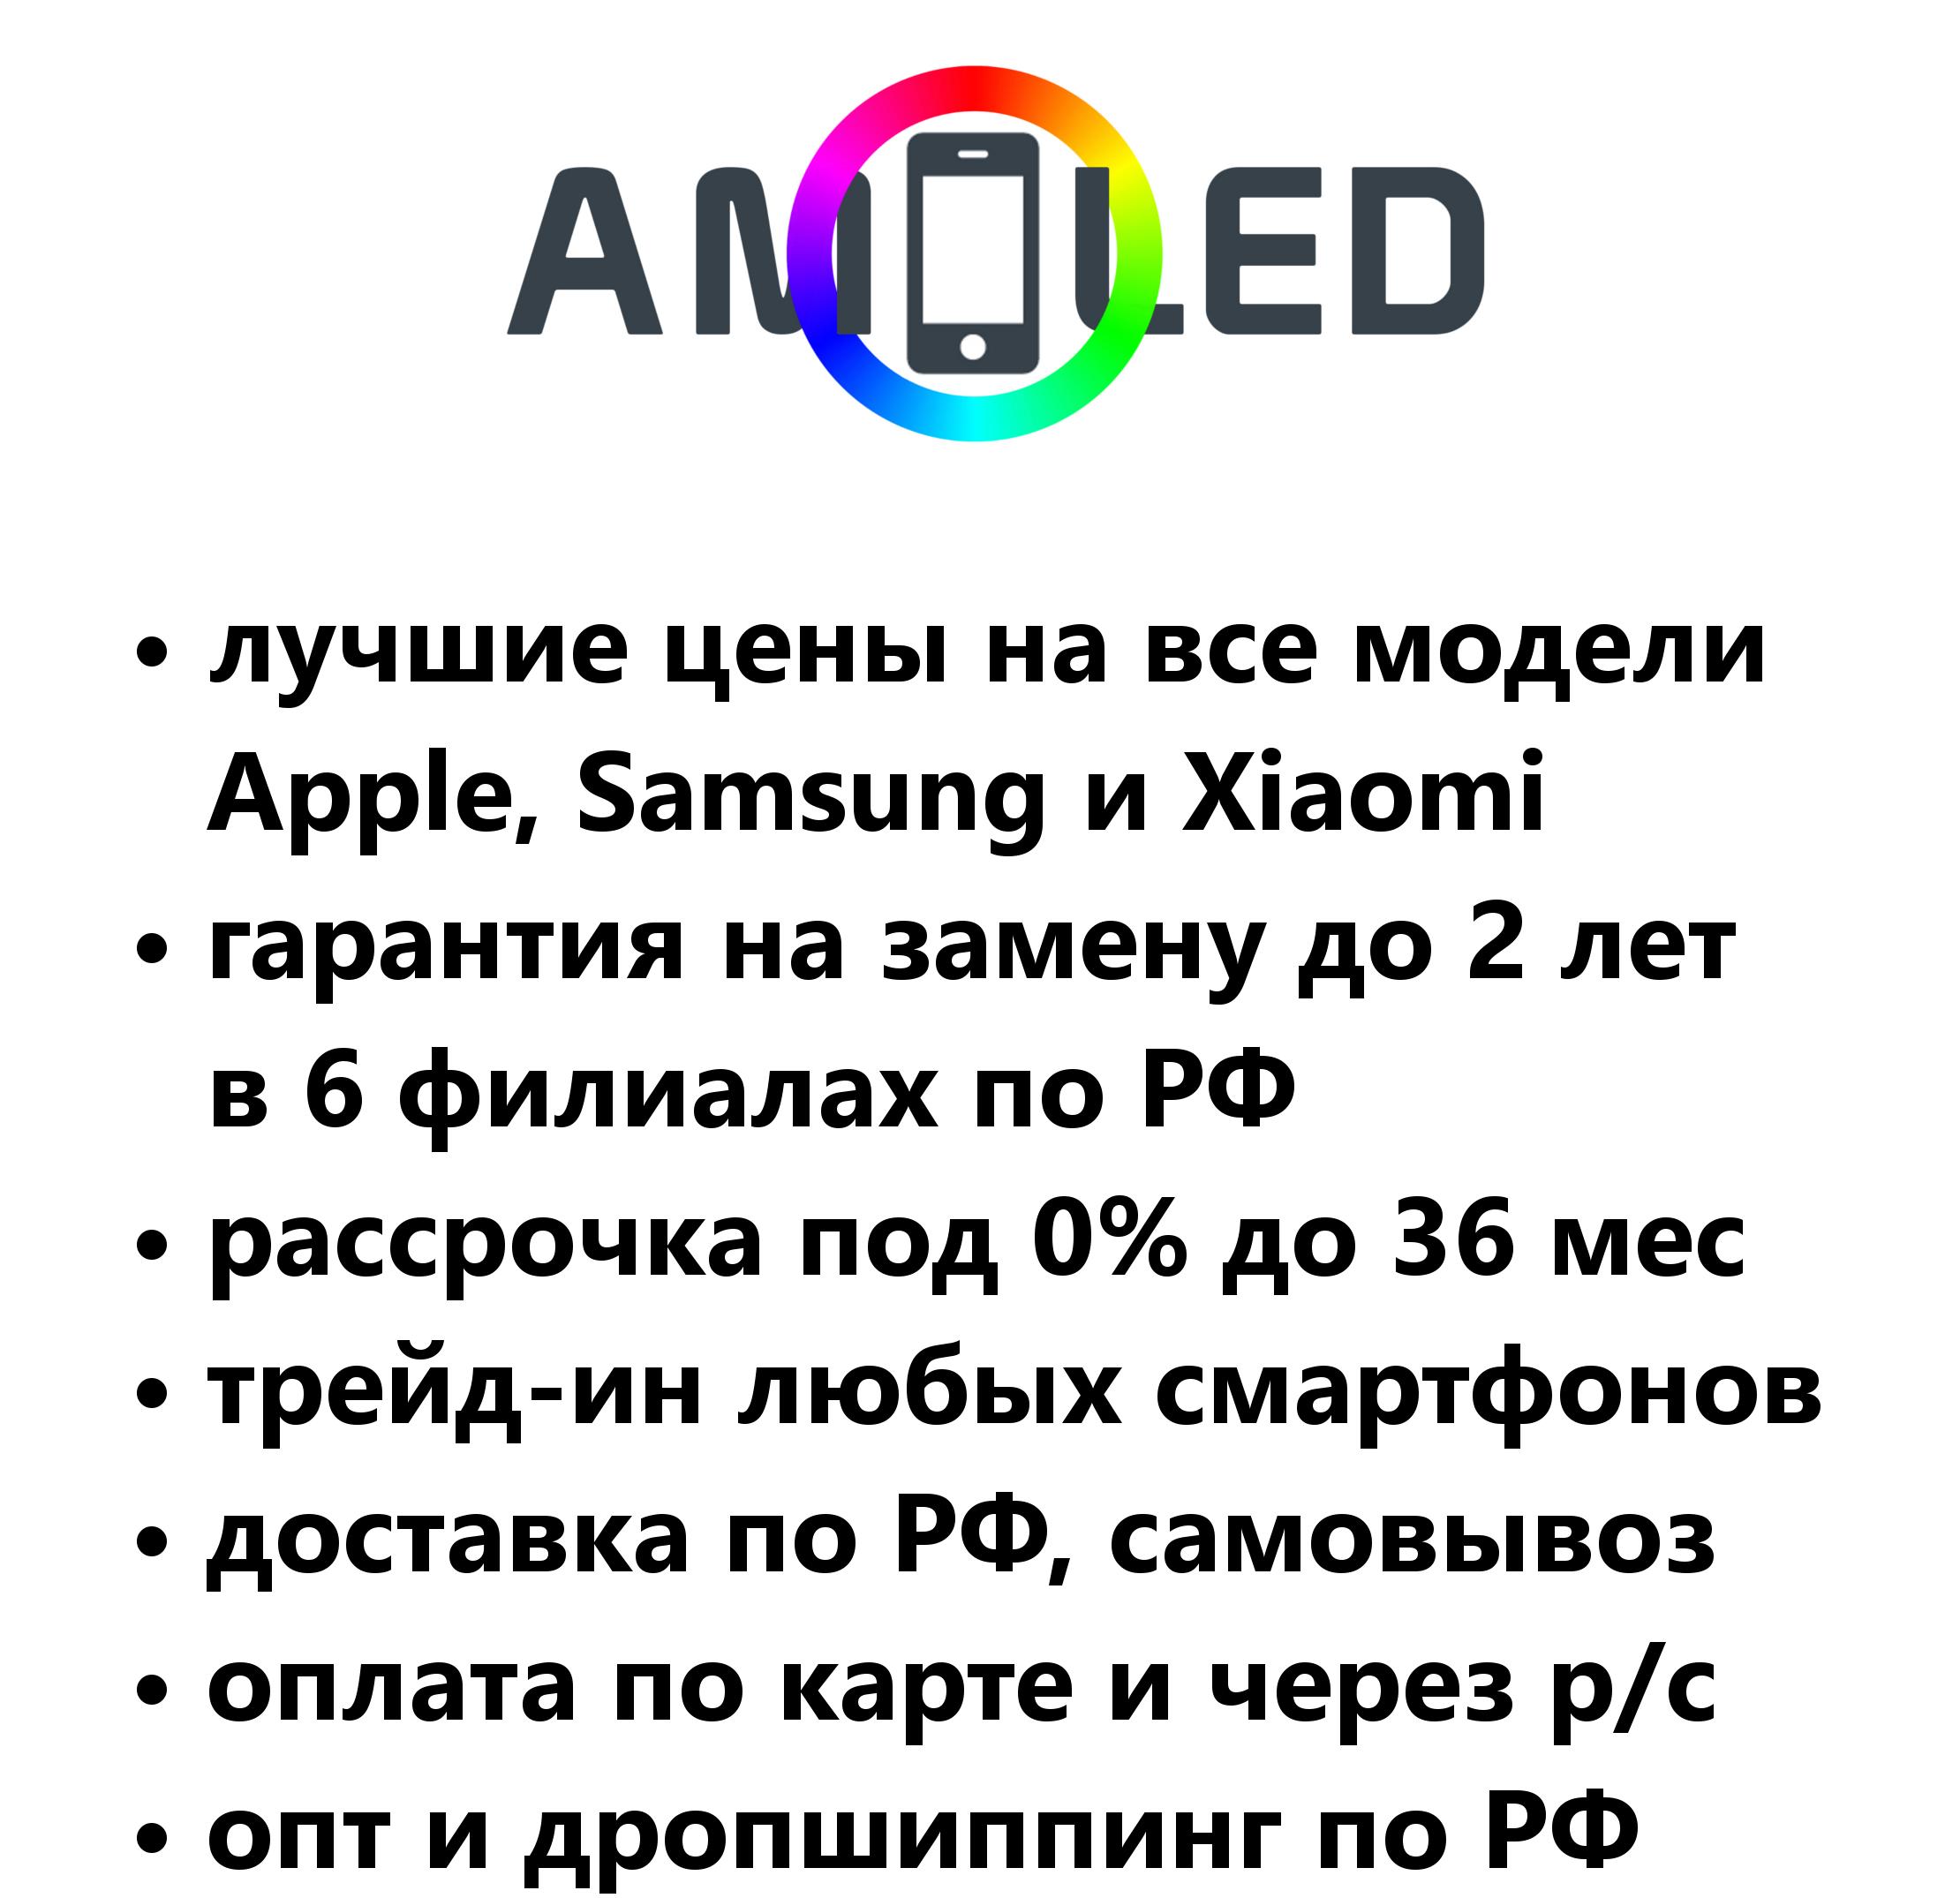 AMOLED
• лучшие цены на все модели
Apple, Samsung и Xiaomi
• гарантия на замену до 2 лет
в 6 филиалах по РФ
• рассрочка под 0% до 36 мес
• трейд-ин любых смартфонов
• доставка по РФ, самовывоз
• оплата по карте и через р/с
• опт и дропшиппинг по РФ